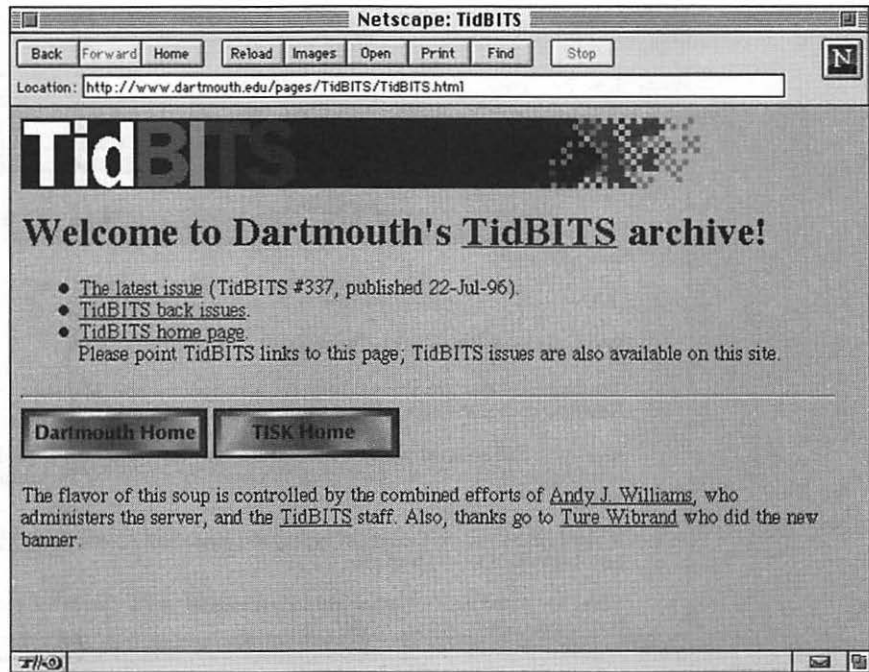 Netscape: TidBITS
Back Forward Home Reload Images Open Print Find Stop
N
Location: http://www.dartmouth.edu/pages/TidBITS/TidBITS.html
TidBITS
Welcome to Dartmouth's TidBITS archive!
The latest issue (TidBITS #337, published 22-Jul-96).
TidBITS back issues.
TidBITS home page.
Please point TidBITS links to this page; TidBITS issues are also available on this site.
Dartmouth Home TISK Home
The flavor of this soup is controlled by the combined efforts of Andy J. Williams, who
administers the server, and the TidBITS staff. Also, thanks go to Ture Wibrand who did the new
banner.